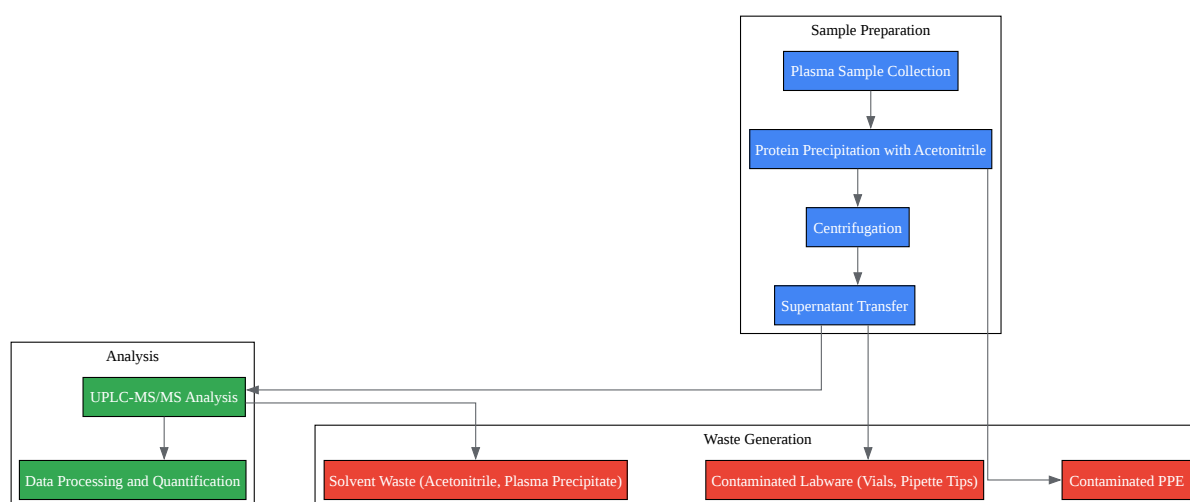 Sample Preparation
Plasma Sample Collection
Protein Precipitation with Acetonitrile
Centrifugation
Supernatant Transfer
Analysis
UPLC-MS/MS Analysis
Data Processing and Quantification
Waste Generation
Solvent Waste (Acetonitrile, Plasma Precipitate)
Contaminated Labware (Vials, Pipette Tips)
Contaminated PPE